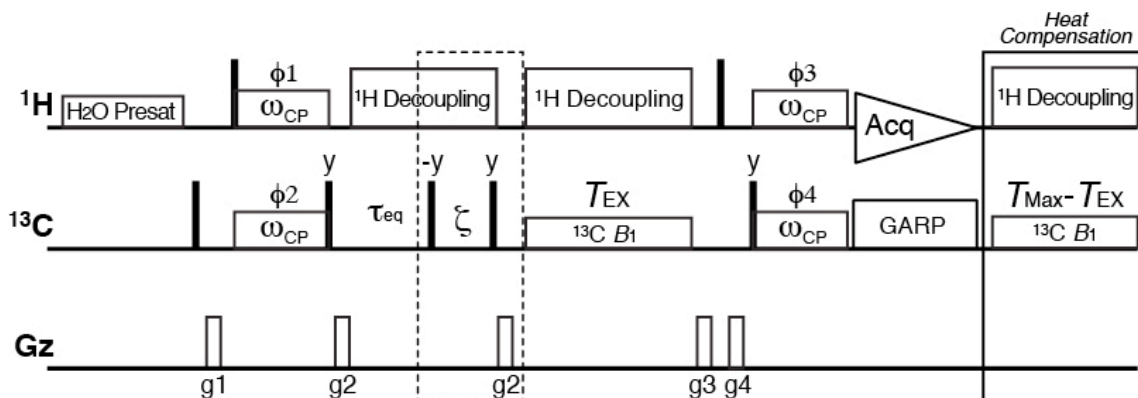 Heat
Compensation
ϕ1 ϕ3
¹H H2O Presat ωCP ¹H Decoupling ¹H Decoupling ωCP Acq ¹H Decoupling
y -y y y
ϕ2 TEX ϕ4 TMax- TEX
¹³C ωCP τeq ζ ¹³C B1 ωCP GARP ¹³C B1
Gz
g1 g2 g2 g3 g4